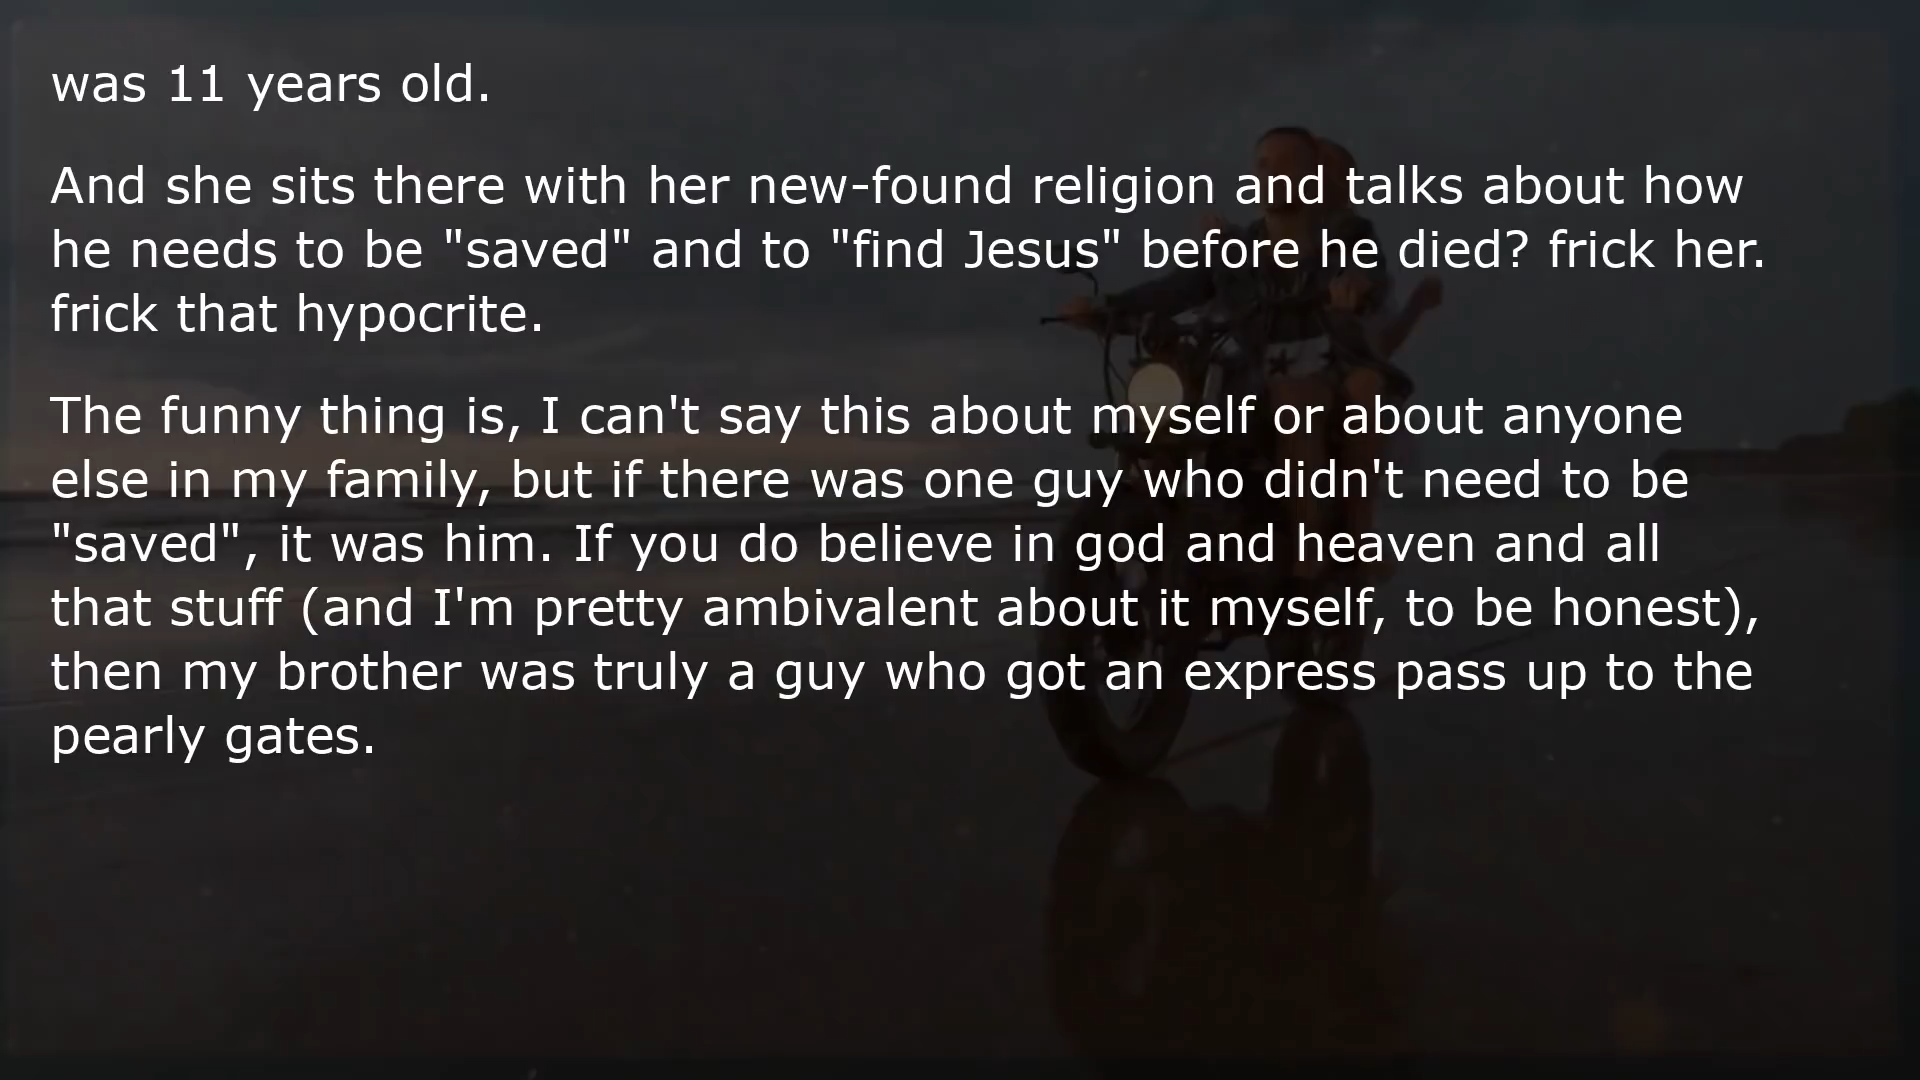 was 11 years old.
And she sits there with her new-found religion and talks about how
he needs to be "saved" and to "find Jesus" before he died? frick her.
frick that hypocrite.
The funny thing is, I can't say this about myself or about anyone
else in my family, but if there was one guy who didn't need to be
"saved", it was him. If you do believe in god and heaven and all
that stuff (and I'm pretty ambivalent about it myself, to be honest),
then my brother was truly a guy who got an express pass up to the
pearly gates.